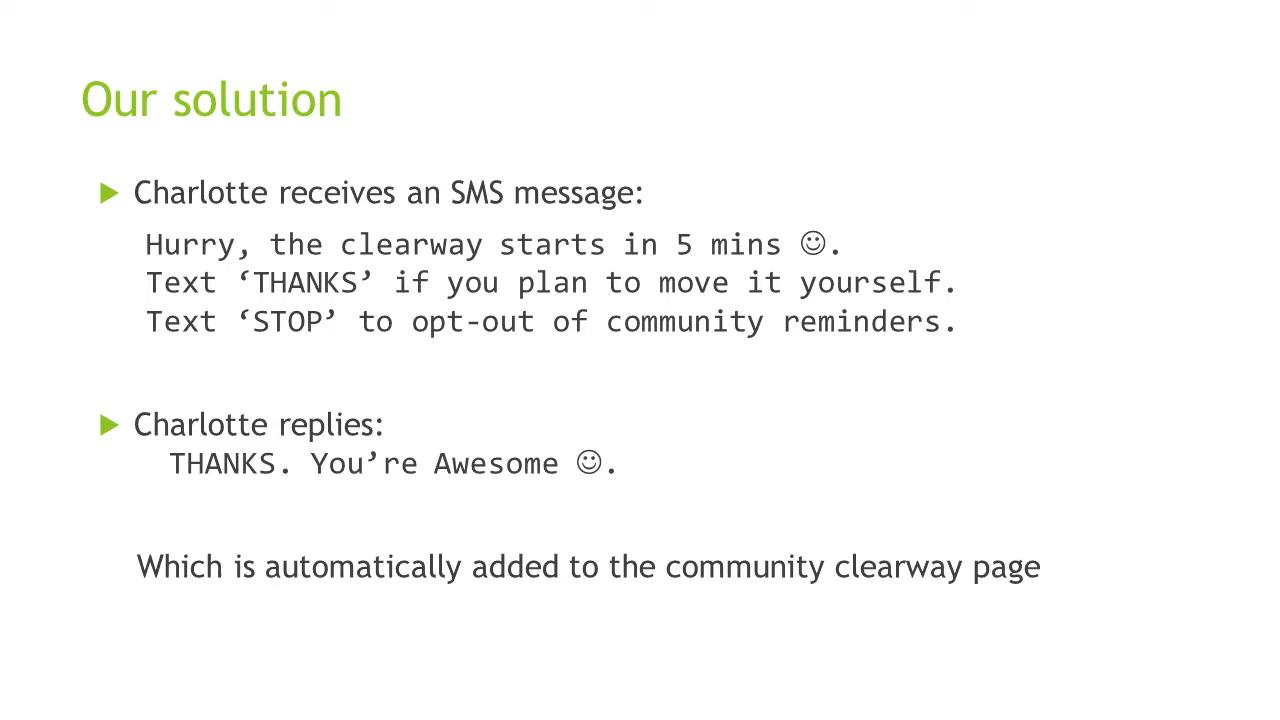 Our solution
Charlotte receives an SMS message:
Hurry, the clearway starts in 5 mins ☺.
Text ‘THANKS’ if you plan to move it yourself.
Text ‘STOP’ to opt-out of community reminders.
Charlotte replies:
THANKS. You’re Awesome ☺.
Which is automatically added to the community clearway page